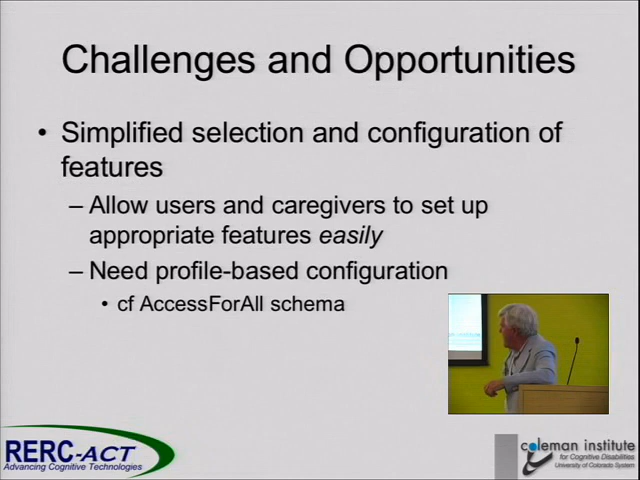 Challenges and Opportunities
• Simplified selection and configuration of
features
– Allow users and caregivers to set up
appropriate features easily
– Need profile-based configuration
• cf AccessForAll schema
RERC-ACT
Advancing Cognitive Technologies
coleman institute
for Cognitive Disabilities
University of Colorado System